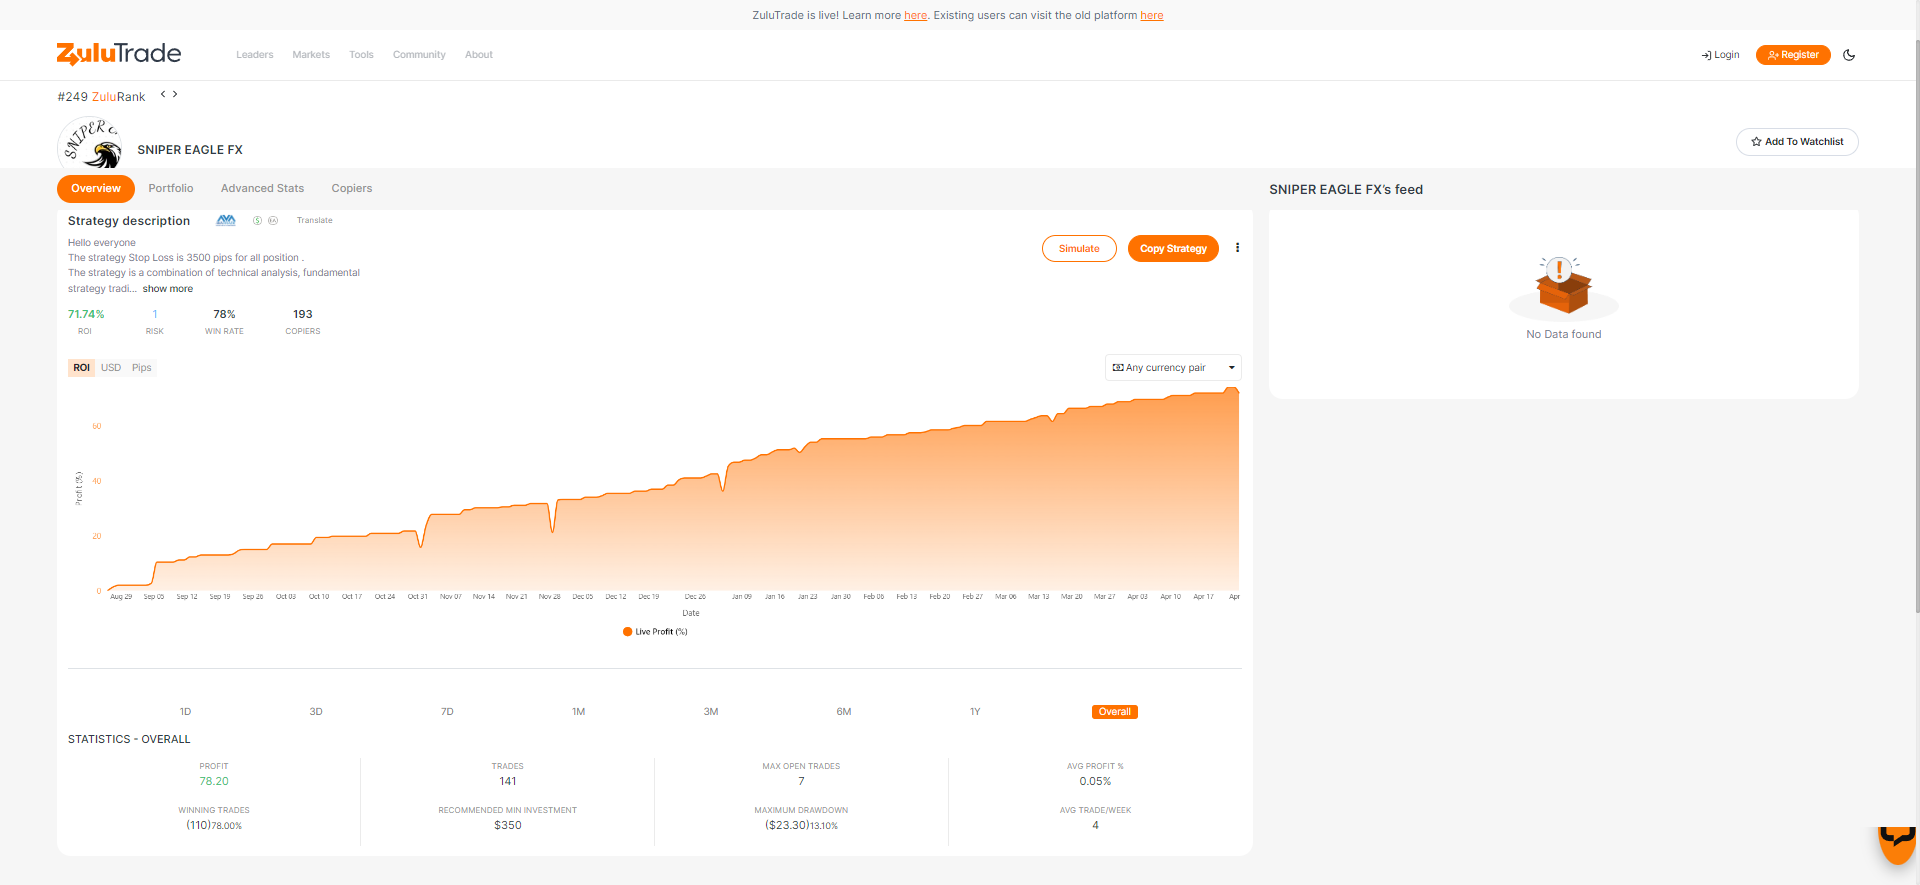 ZuluTrade is live! Learn more here. Existing users can visit the old platform here
ZuluTrade
Leaders Markets Tools Community About
Login Register
#249 ZuluRank
SNIPER
SNIPER EAGLE FX
Add To Watchlist
Overview Portfolio Advanced Stats Copiers
SNIPER EAGLE FX's feed
Strategy description AVA $ EA Translate
Hello everyone
The strategy Stop Loss is 3500 pips for all position .
The strategy is a combination of technical analysis, fundamental
strategy tradi... show more
Simulate Copy Strategy
No Data found
71.74% 1 78% 193
ROI RISK WIN RATE COPIERS
ROI USD Pips
Any currency pair
Profit (%)
60
40
20
0
Aug 29 Sep 05 Sep 12 Sep 19 Sep 26 Oct 03 Oct 10 Oct 17 Oct 24 Oct 31 Nov 07 Nov 14 Nov 21 Nov 28 Dec 05 Dec 12 Dec 19 Dec 26 Jan 09 Jan 16 Jan 23 Jan 30 Feb 06 Feb 13 Feb 20 Feb 27 Mar 06 Mar 13 Mar 20 Mar 27 Apr 03 Apr 10 Apr 17 Apr
Date
Live Profit (%)
1D 3D 7D 1M 3M 6M 1Y Overall
STATISTICS - OVERALL
PROFIT TRADES MAX OPEN TRADES AVG PROFIT %
78.20 141 7 0.05%
WINNING TRADES RECOMMENDED MIN INVESTMENT MAXIMUM DRAWDOWN AVG TRADE/WEEK
(110)78.00% $350 ($23.30)13.10% 4